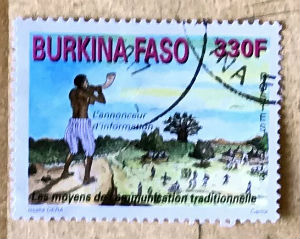 BURKINA FASO 330F
L'annonceur
d'information
Les moyens de communication traditionnelle